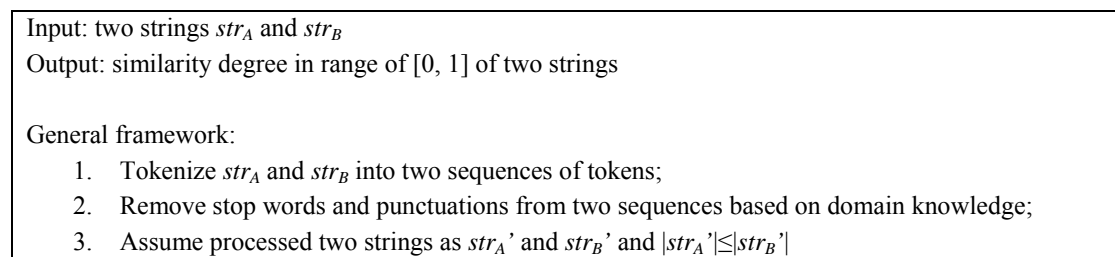 Input: two strings strA and strB
Output: similarity degree in range of [0, 1] of two strings
General framework:
1. Tokenize strA and strB into two sequences of tokens;
2. Remove stop words and punctuations from two sequences based on domain knowledge;
3. Assume processed two strings as strA’ and strB’ and |strA’|≤|strB’|